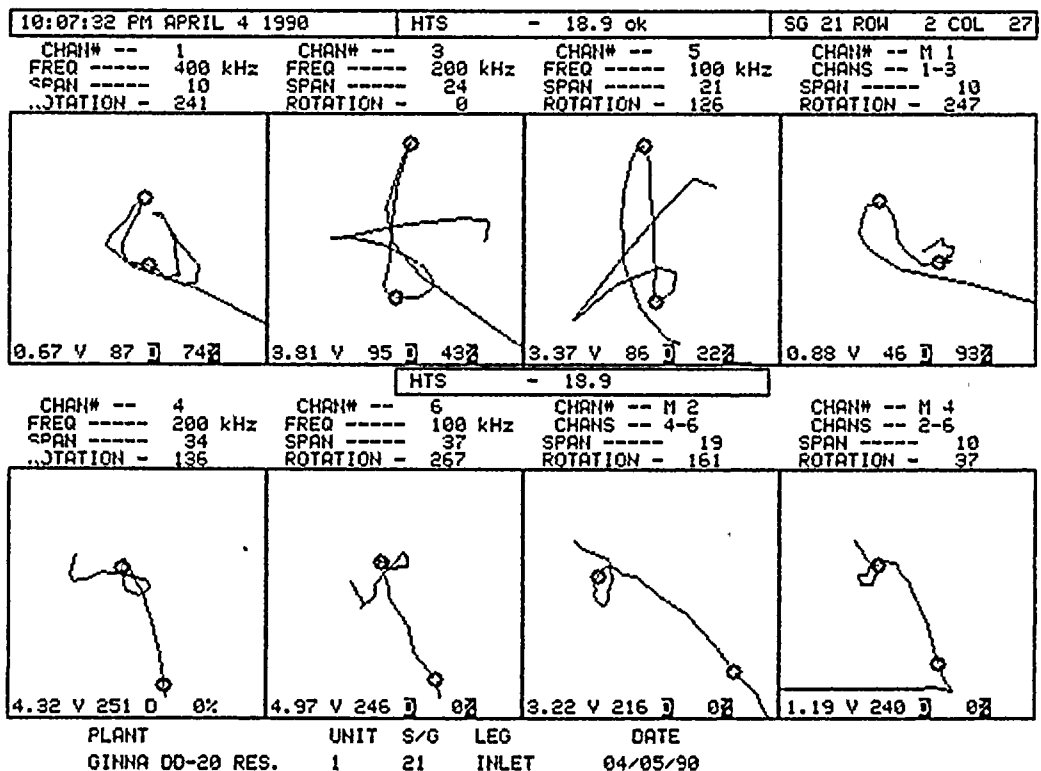 10:07:32 PM APRIL 4 1990 HTS - 18.9 ok SG 21 ROW 2 COL 27
CHAN# -- 1 CHAN# -- 3 CHAN# -- 5 CHAN# -- M 1
FREQ ----- 400 kHz FREQ ----- 200 kHz FREQ ----- 100 kHz CHANS -- 1-3
SPAN ----- 10 SPAN ----- 24 SPAN ----- 21 SPAN ----- 10
ROTATION - 241 ROTATION - 0 ROTATION - 126 ROTATION - 247
0.67 V 87 D 74% 3.81 V 95 D 43% 3.37 V 86 D 22% 0.88 V 46 D 93%
HTS - 18.9
CHAN# -- 4 CHAN# -- 6 CHAN# -- M 2 CHAN# -- M 4
FREQ ----- 200 kHz FREQ ----- 100 kHz CHANS -- 4-6 CHANS -- 2-6
SPAN ----- 34 SPAN ----- 37 SPAN ----- 19 SPAN ----- 10
ROTATION - 136 ROTATION - 267 ROTATION - 161 ROTATION - 37
4.32 V 251 D 0% 4.97 V 246 D 0% 3.22 V 216 D 0% 1.19 V 240 D 0%
PLANT UNIT S/G LEG DATE
GINNA DD-20 RES. 1 21 INLET 04/05/90